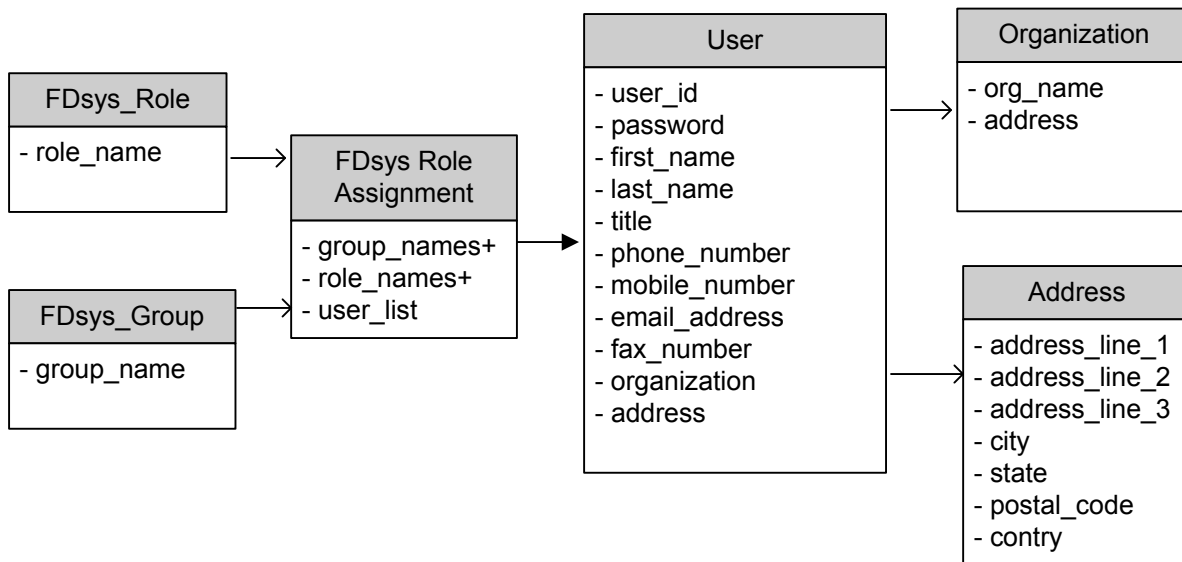 FDsys_Role
- role_name
FDsys_Group
- group_name
FDsys Role
Assignment
- group_names+
- role_names+
- user_list
User
- user_id
- password
- first_name
- last_name
- title
- phone_number
- mobile_number
- email_address
- fax_number
- organization
- address
Organization
- org_name
- address
Address
- address_line_1
- address_line_2
- address_line_3
- city
- state
- postal_code
- contry